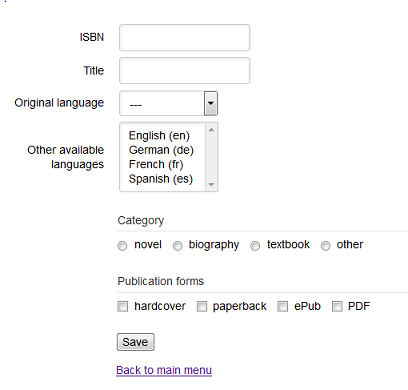 ISBN
Title
Original language ---
Other available
languages
English (en)
German (de)
French (fr)
Spanish (es)
Category
novel biography textbook other
Publication forms
hardcover paperback ePub PDF
Save
Back to main menu